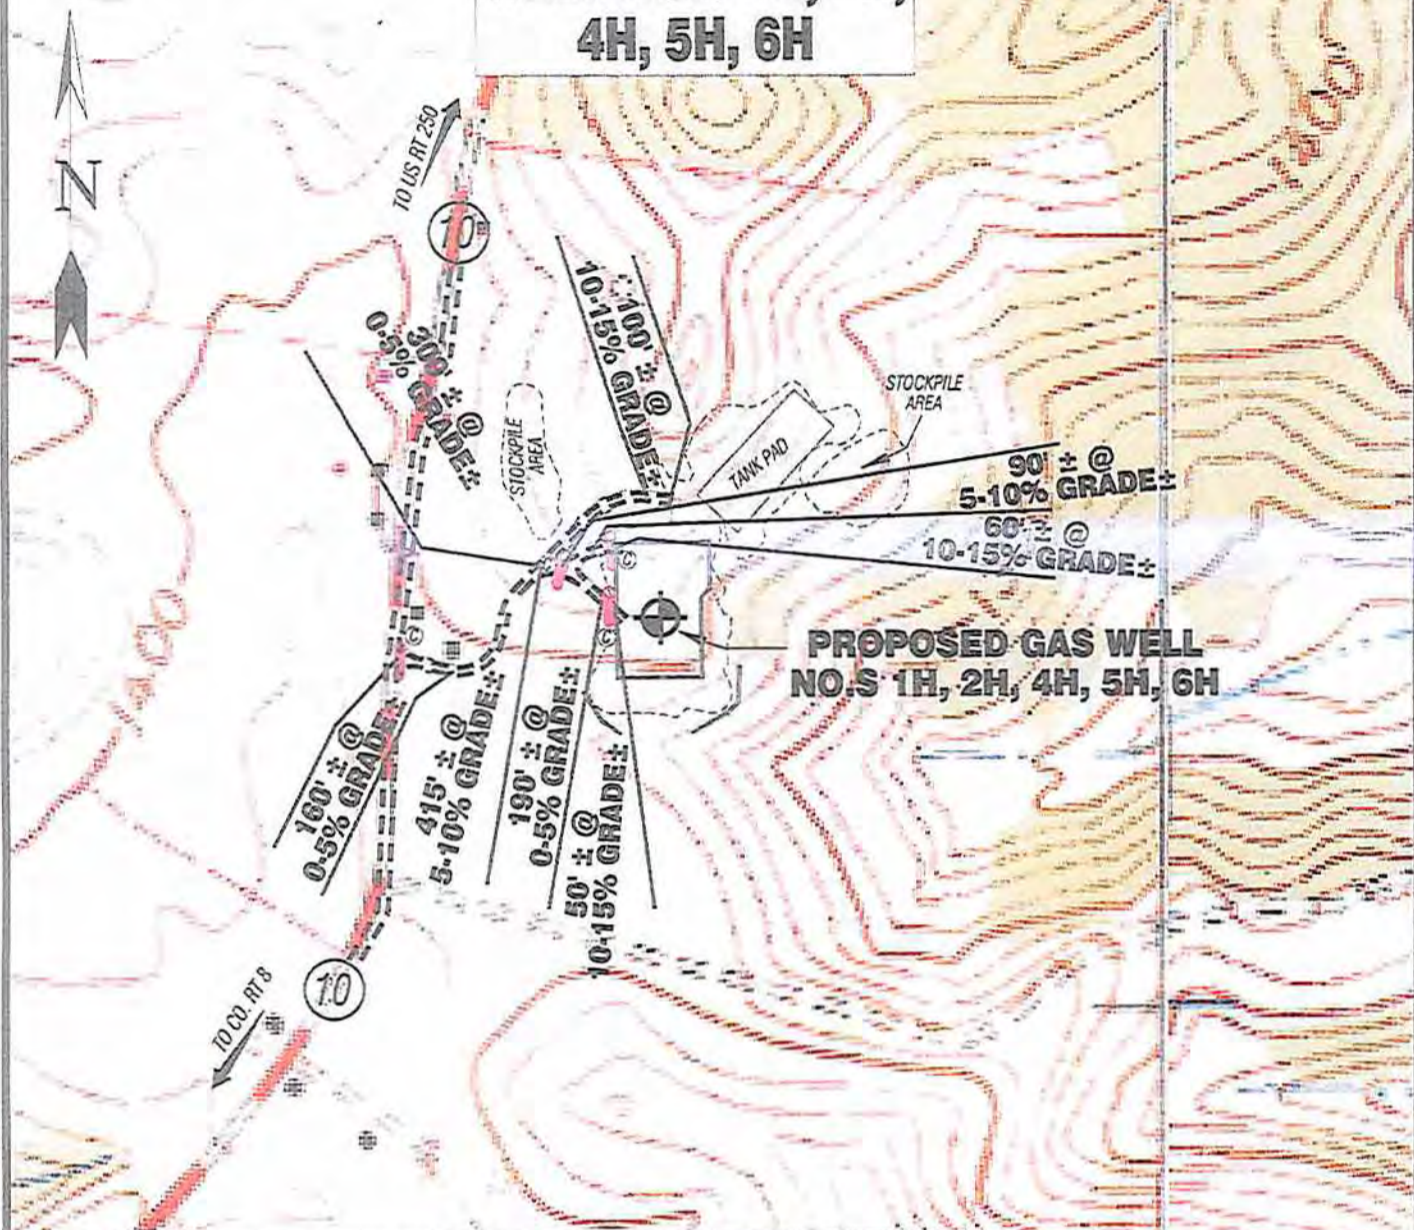 4H, 5H, 6H
N
TO US RT 250
10
1300
0-5% GRADE±
300' ± @
10-15% GRADE±
100' ± @
STOCKPILE
AREA
STOCKPILE
AREA
TANK PAD
90' ± @
5-10% GRADE±
60' ± @
10-15% GRADE±
C
C
C
PROPOSED GAS WELL
NO.S 1H, 2H, 4H, 5H, 6H
160' ± @
0-5% GRADE±
415' ± @
5-10% GRADE±
190' ± @
0-5% GRADE±
50' ± @
10-15% GRADE±
10
TO CO. RT 8